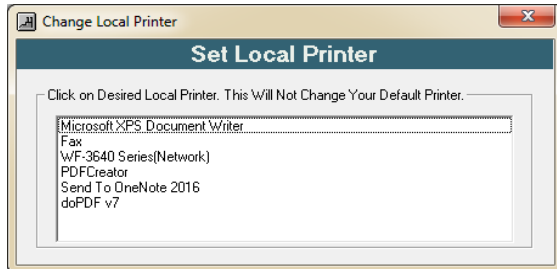 Change Local Printer
Set Local Printer
Click on Desired Local Printer. This Will Not Change Your Default Printer.
Microsoft XPS Document Writer
Fax
WF-3640 Series(Network)
PDFCreator
Send To OneNote 2016
doPDF v7